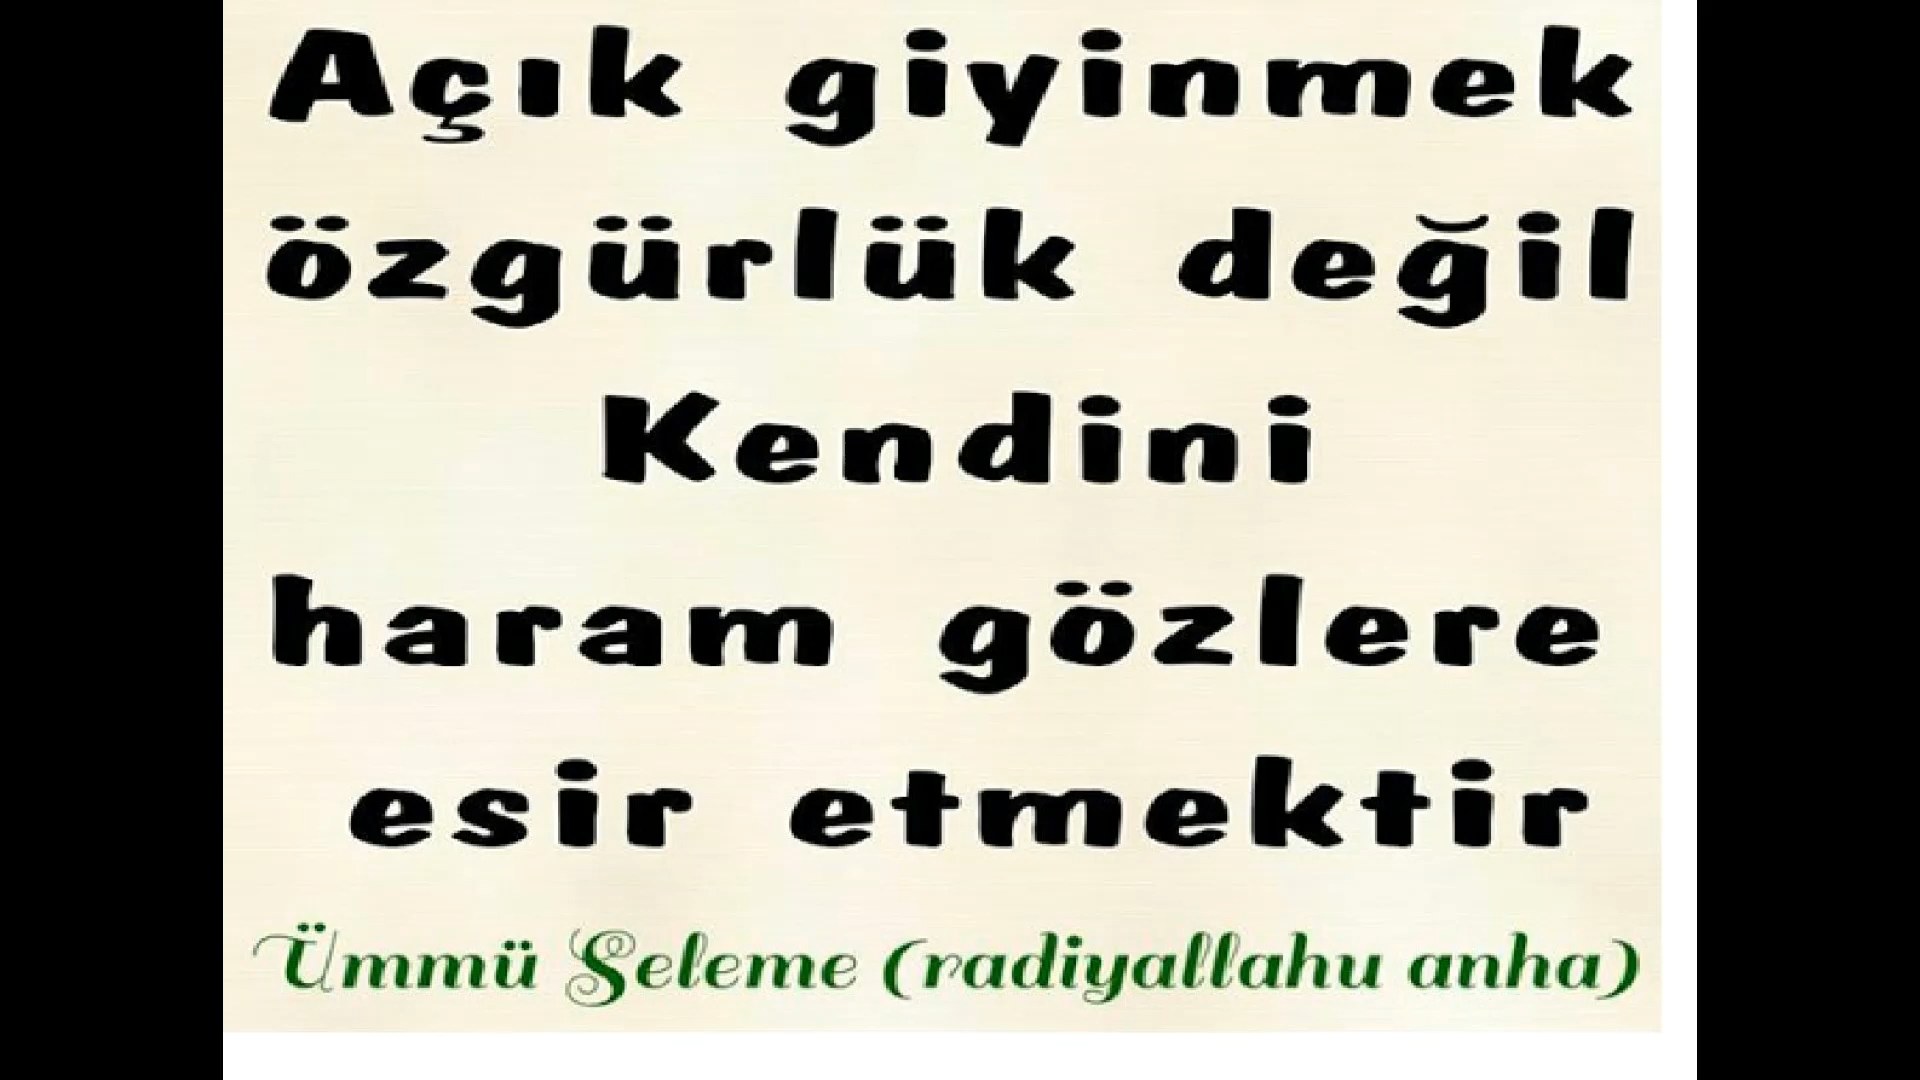 Açık giyinmek
özgürlük değil
Kendini
haram gözlere
esir etmektir
Ümmü Seleme (radiyallahu anha)